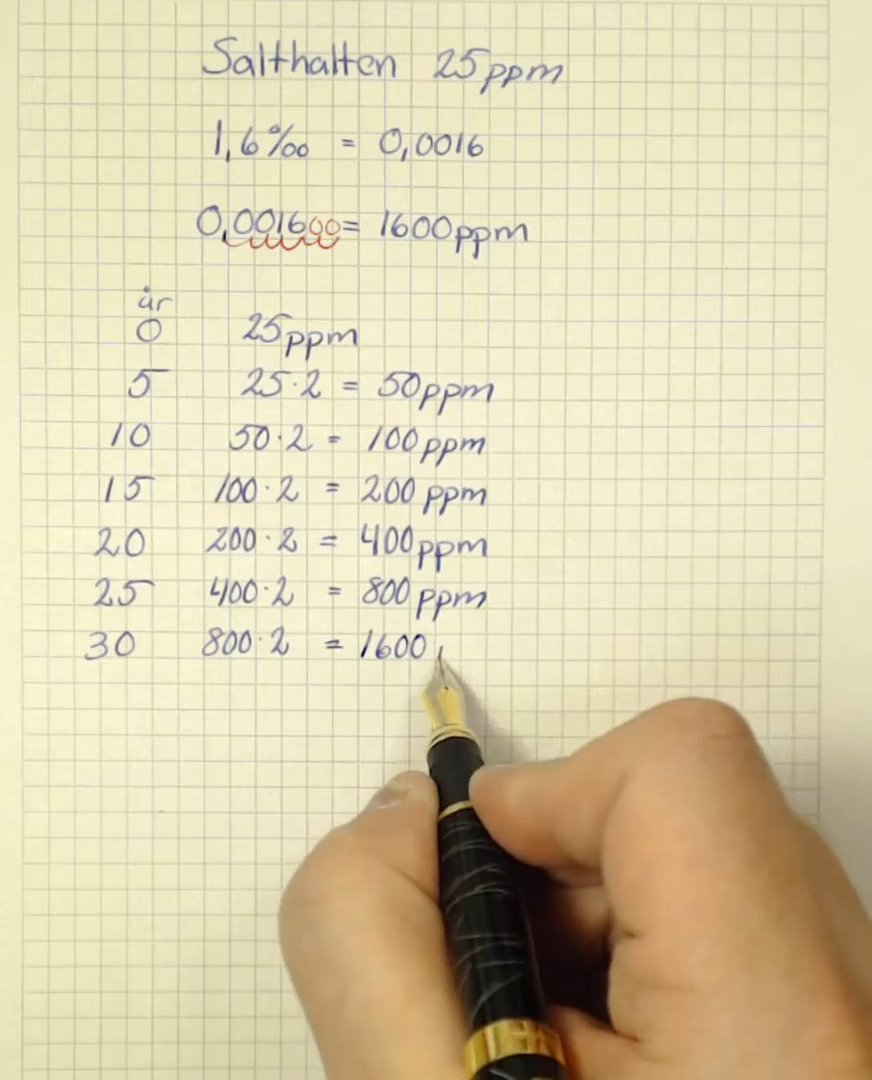 Salthalten 25ppm
1,6‰ = 0,0016
0,001600 = 1600ppm
år
0 25ppm
5 25·2 = 50ppm
10 50·2 = 100ppm
15 100·2 = 200ppm
20 200·2 = 400ppm
25 400·2 = 800ppm
30 800·2 = 1600